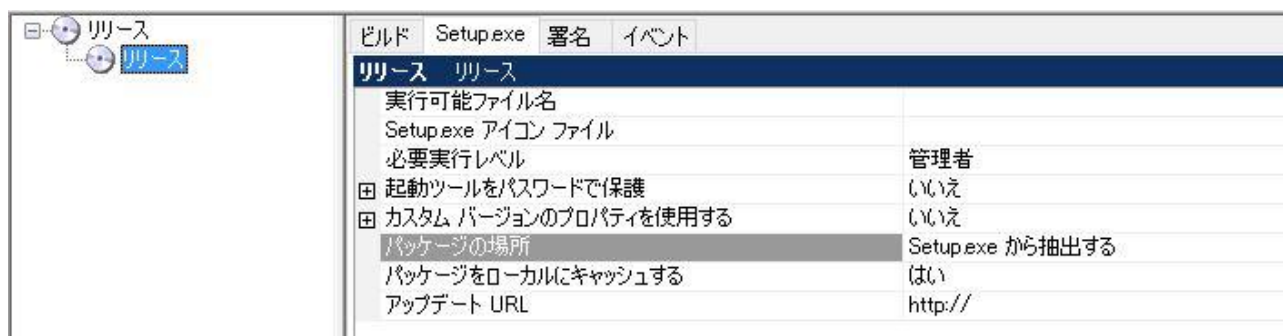 リリース
リリース
ビルド Setup.exe 署名 イベント
リリース リリース
実行可能ファイル名
Setup.exe アイコン ファイル
必要実行レベル 管理者
起動ツールをパスワードで保護 いいえ
カスタム バージョンのプロパティを使用する いいえ
パッケージの場所 Setup.exe から抽出する
パッケージをローカルにキャッシュする はい
アップデート URL http://